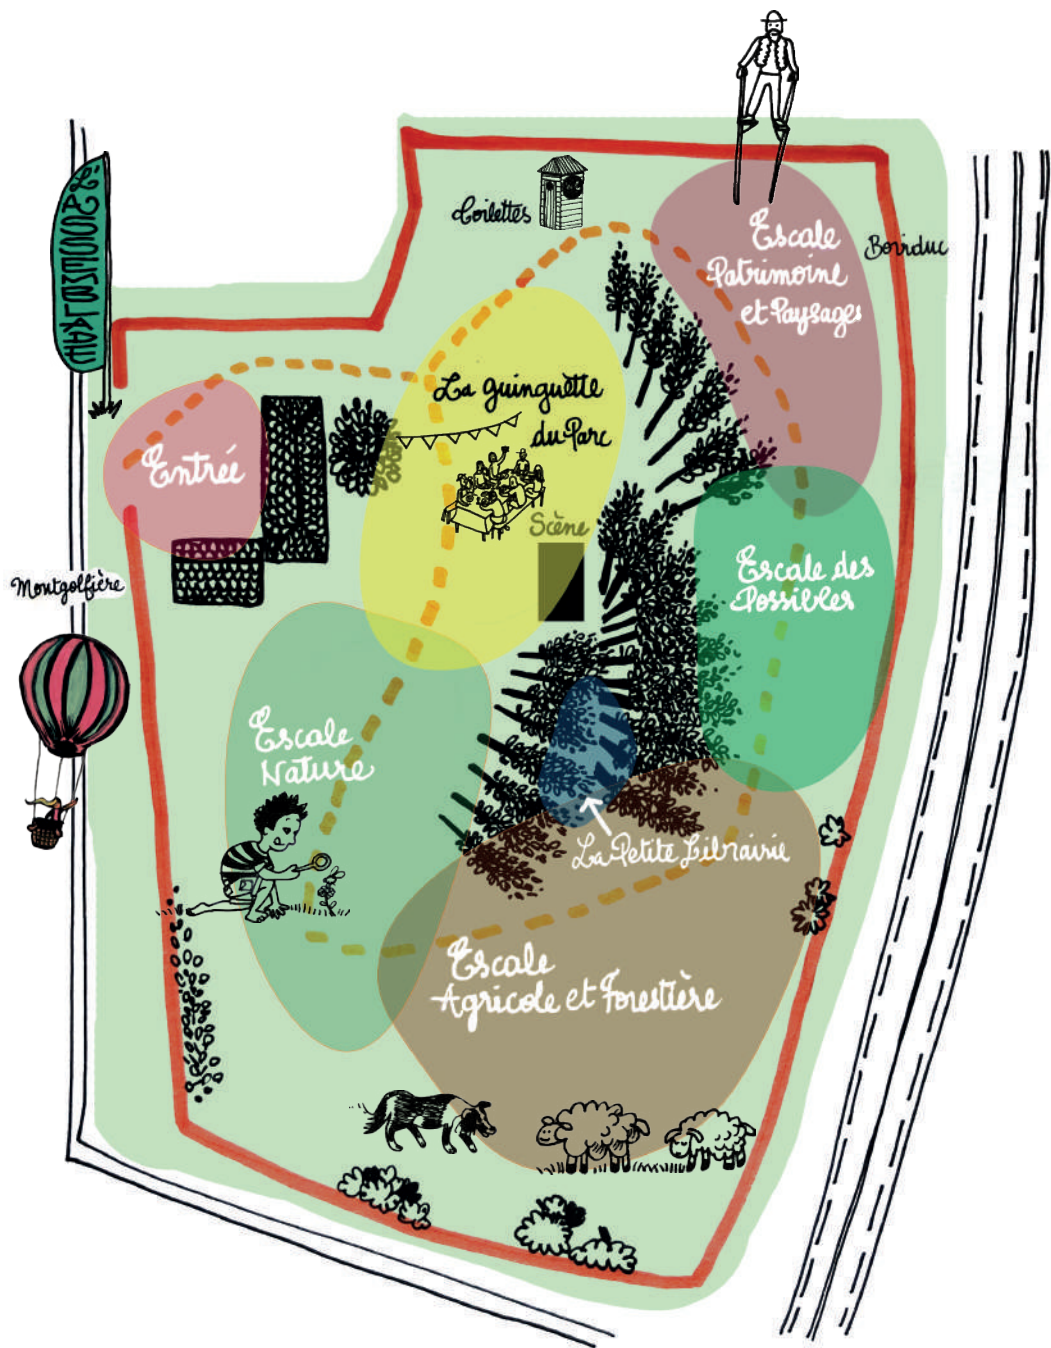 Toilettes
Escale
Patrimoine
et Paysages
Boviduc
La guinguette
du Parc
Entrée
Scène
Montgolfière
Escale des
Possibles
Escale
Nature
La Petite Librairie
Escale
Agricole et Forestière